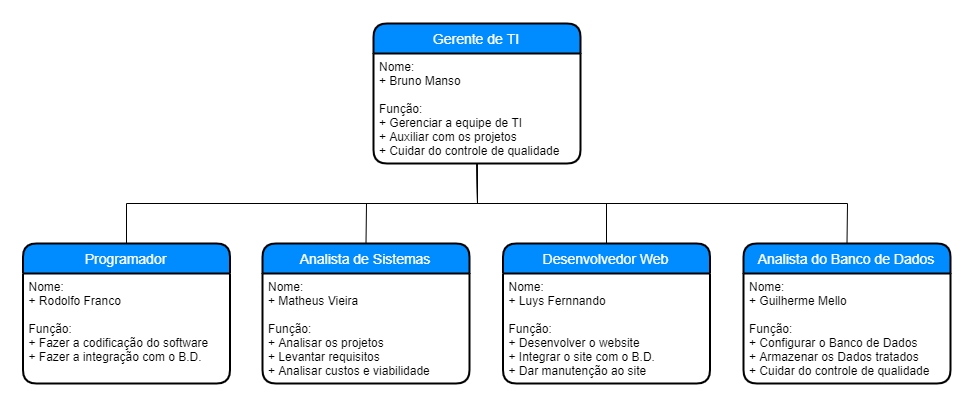 Gerente de TI
Nome:
+ Bruno Manso
Função:
+ Gerenciar a equipe de TI
+ Auxiliar com os projetos
+ Cuidar do controle de qualidade
Programador
Nome:
+ Rodolfo Franco
Função:
+ Fazer a codificação do software
+ Fazer a integração com o B.D.
Analista de Sistemas
Nome:
+ Matheus Vieira
Função:
+ Analisar os projetos
+ Levantar requisitos
+ Analisar custos e viabilidade
Desenvolvedor Web
Nome:
+ Luys Fernnando
Função:
+ Desenvolver o website
+ Integrar o site com o B.D.
+ Dar manutenção ao site
Analista do Banco de Dados
Nome:
+ Guilherme Mello
Função:
+ Configurar o Banco de Dados
+ Armazenar os Dados tratados
+ Cuidar do controle de qualidade